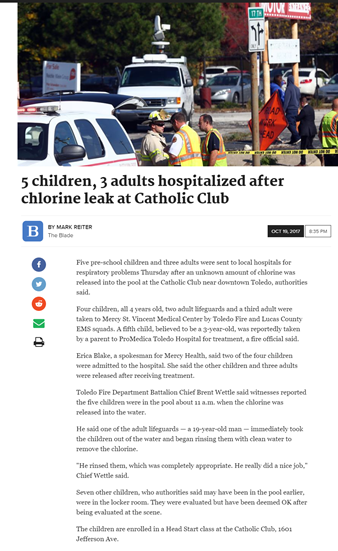 17 TH
5 children, 3 adults hospitalized after
chlorine leak at Catholic Club
B
BY MARK REITER
The Blade
OCT 19, 2017
8:35 PM
Five pre-school children and three adults were sent to local hospitals for
respiratory problems Thursday after an unknown amount of chlorine was
released into the pool at the Catholic Club near downtown Toledo, authorities
said.
Four children, all 4 years old, two adult lifeguards and a third adult were
taken to Mercy St. Vincent Medical Center by Toledo Fire and Lucas County
EMS squads. A fifth child, believed to be a 3-year-old, was reportedly taken
by a parent to ProMedica Toledo Hospital for treatment, a fire official said.
Erica Blake, a spokesman for Mercy Health, said two of the four children
were admitted to the hospital. She said the other children and three adults
were released after receiving treatment.
Toledo Fire Department Battalion Chief Brent Wettle said witnesses reported
the five children were in the pool about 11 a.m. when the chlorine was
released into the water.
He said one of the adult lifeguards — a 19-year-old man — immediately took
the children out of the water and began rinsing them with clean water to
remove the chlorine.
"He rinsed them, which was completely appropriate. He really did a nice job,"
Chief Wettle said.
Seven other children, who authorities said may have been in the pool earlier,
were in the locker room. They were evaluated but have been deemed OK after
being evaluated at the scene.
The children are enrolled in a Head Start class at the Catholic Club, 1601
Jefferson Ave.